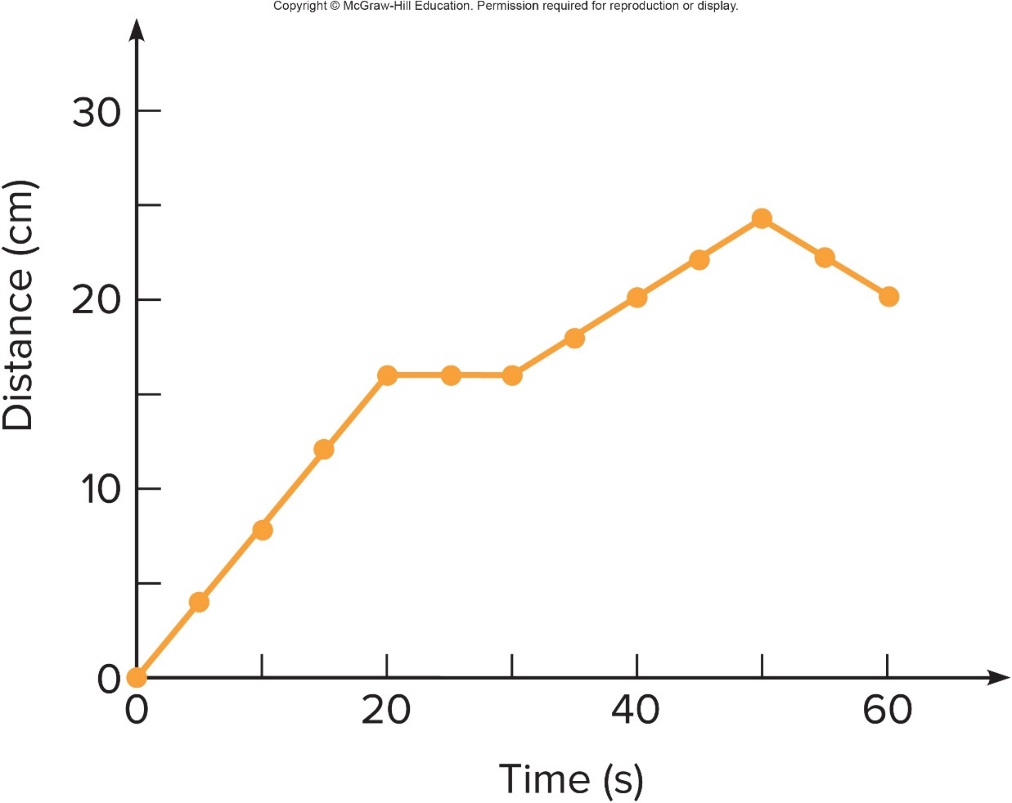 Copyright © McGraw-Hill Education. Permission required for reproduction or display.
Distance (cm)
30
20
10
0
0 20 40 60
Time (s)